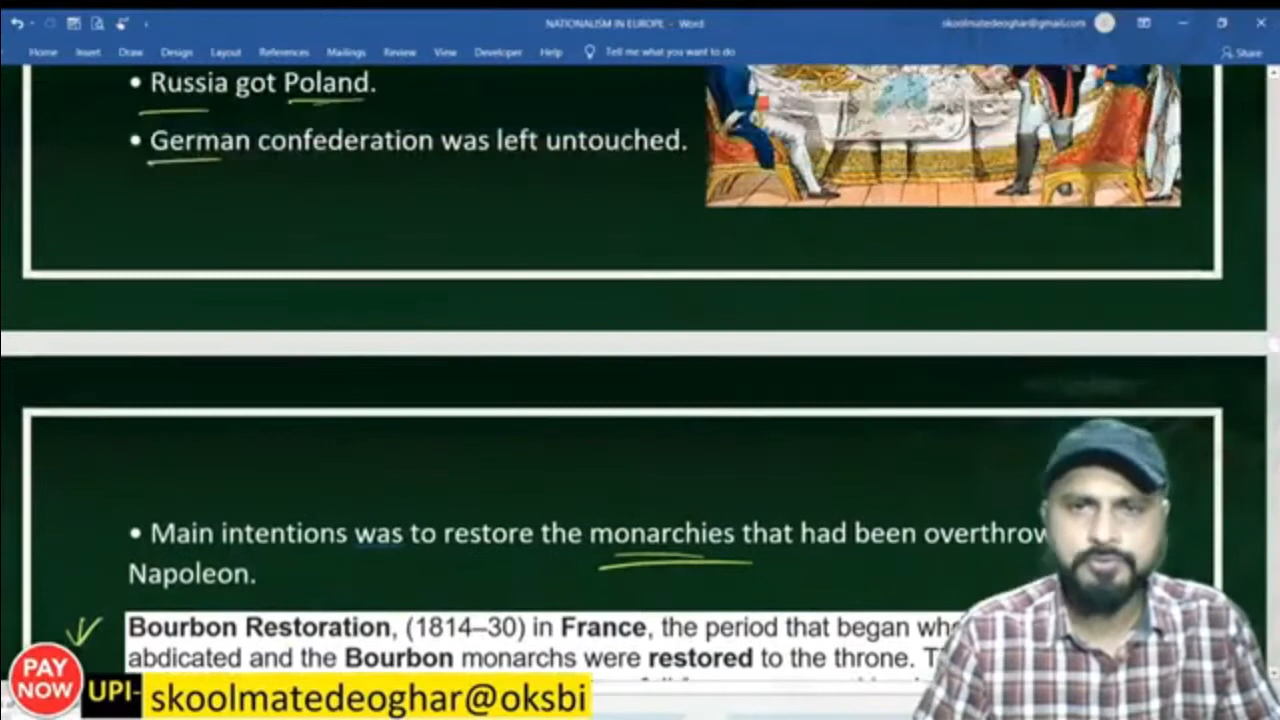 NATIONALISM IN EUROPE - Word
skoolmatedeoghar@gmail.com
Home Insert Draw Design Layout References Mailings Review View Developer Help Tell me what you want to do
Share
• Russia got Poland.
• German confederation was left untouched.
• Main intentions was to restore the monarchies that had been overthrow
Napoleon.
Bourbon Restoration, (1814–30) in France, the period that began wh
abdicated and the Bourbon monarchs were restored to the throne.
PAY
NOW
UPI- skoolmatedeoghar@oksbi